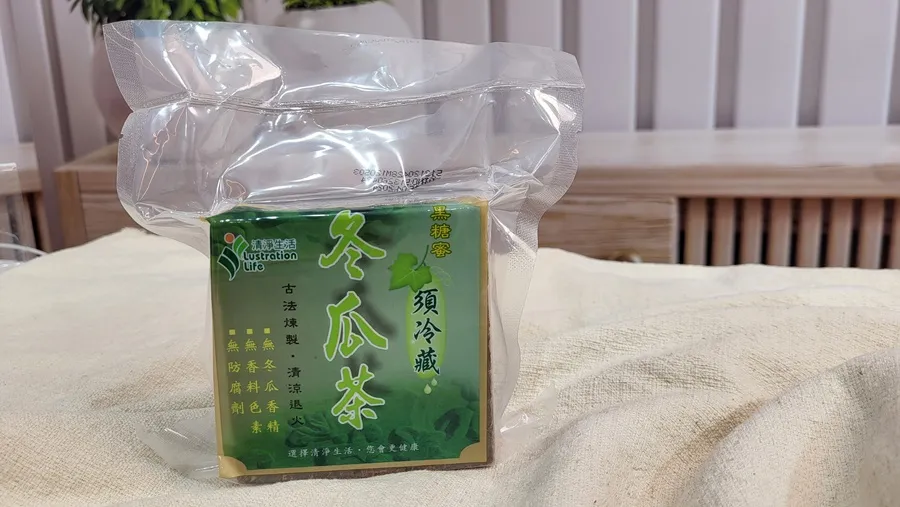 黑糖蜜
冬瓜茶
須冷藏
清淨生活
Lustration
Life
古法煉製・清涼退火
無冬瓜香精
無香料色素
無防腐劑
選擇清淨生活・您會更健康